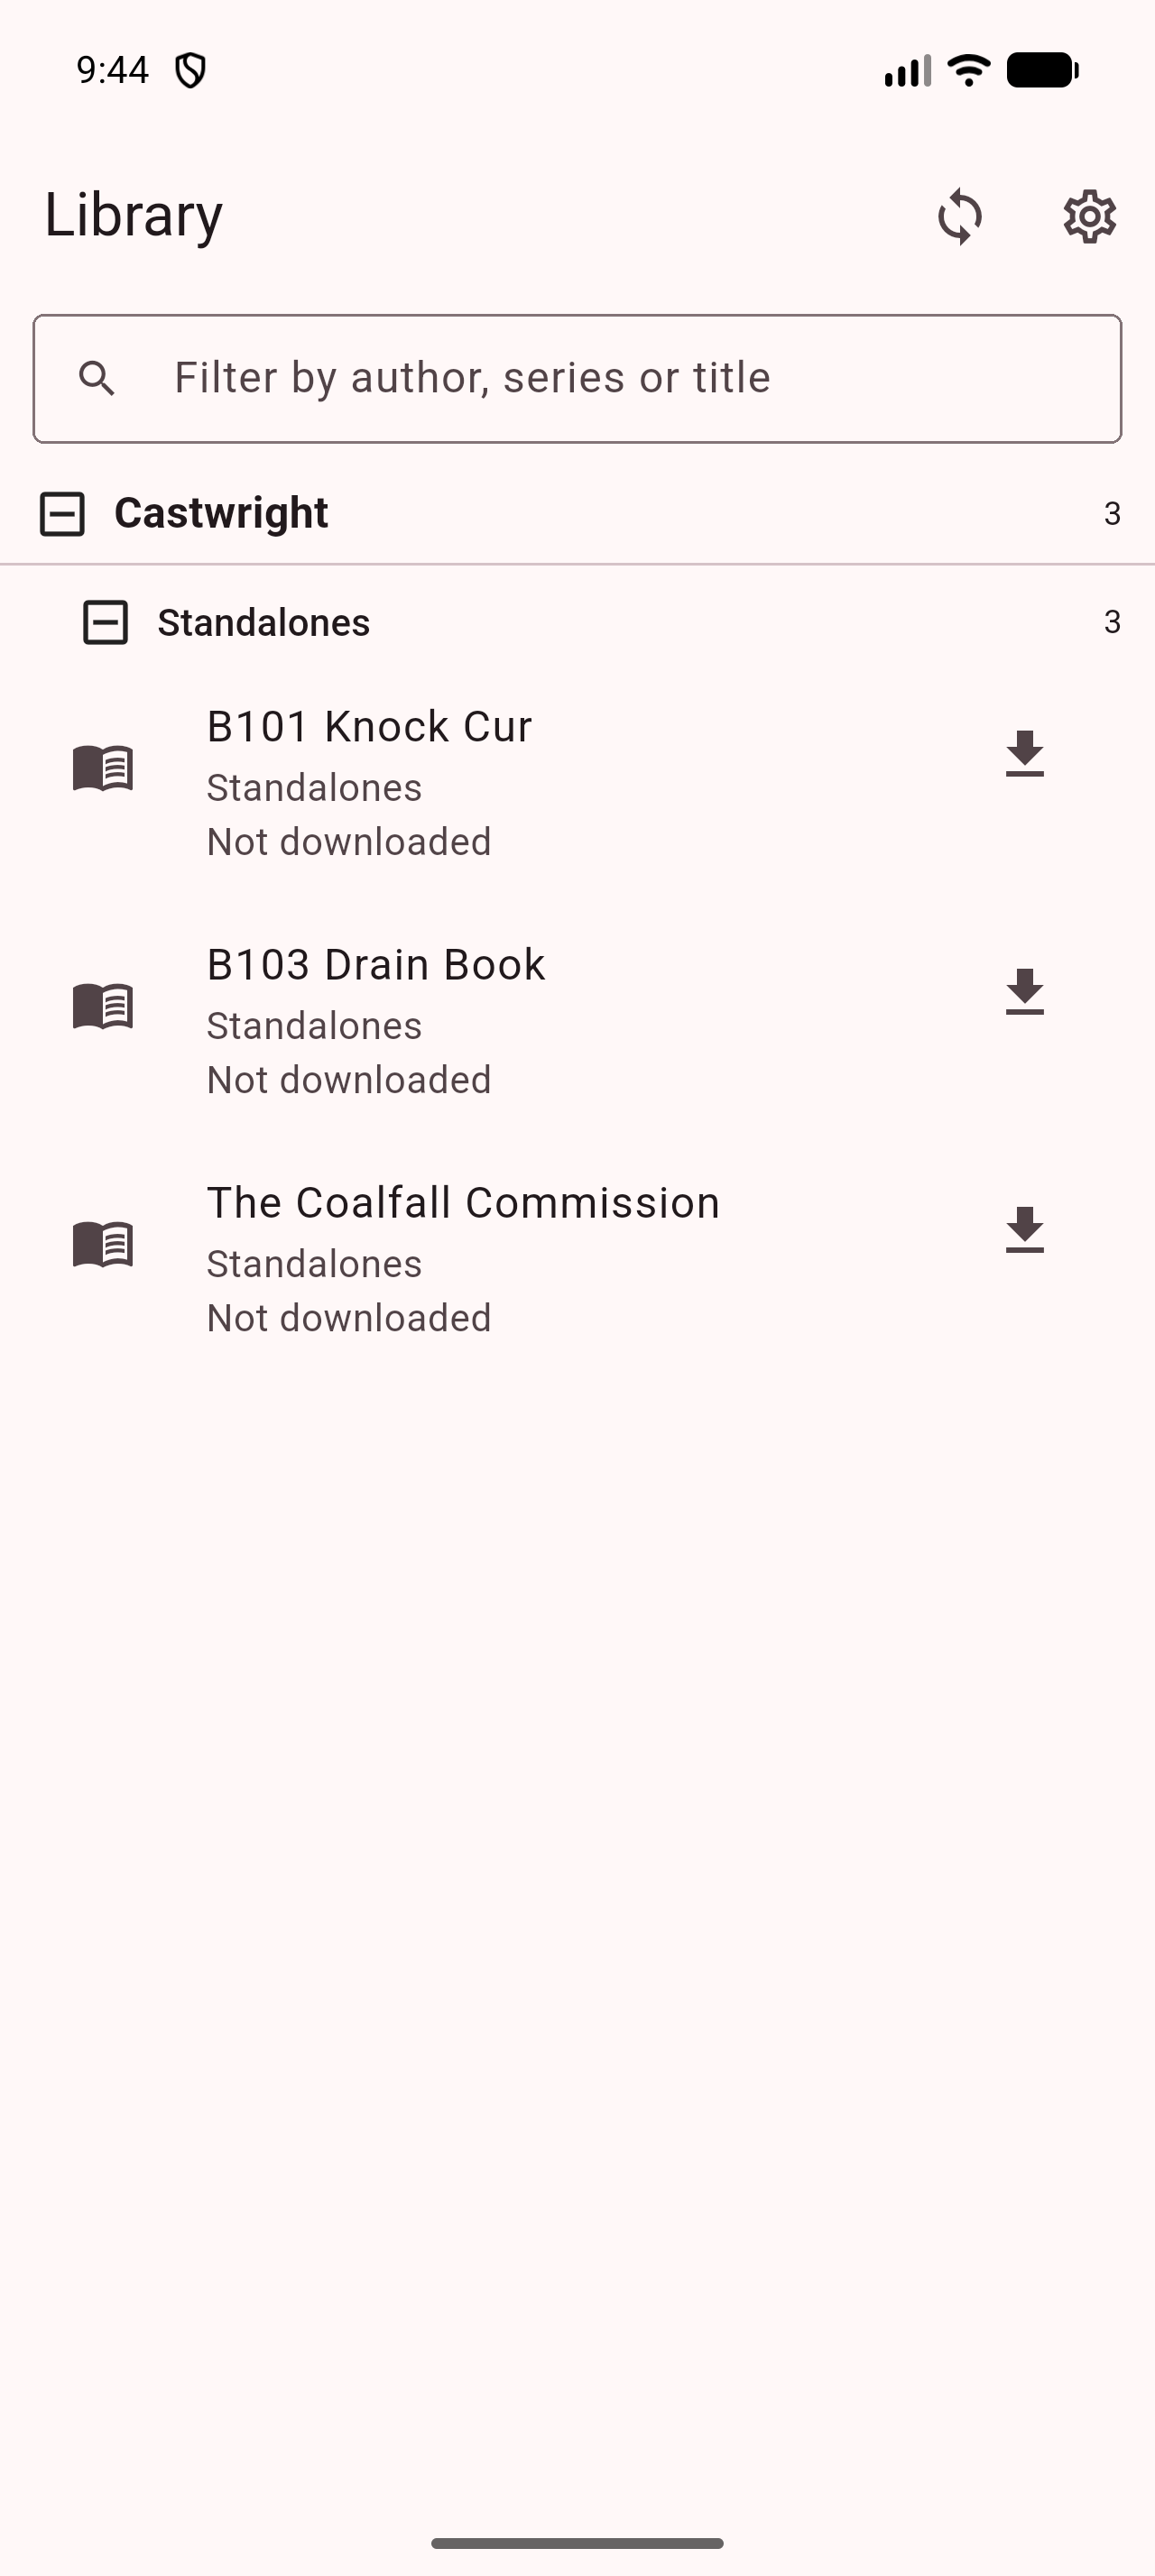 9:44
Library
Filter by author, series or title
Castwright 3
Standalones 3
B101 Knock Cur
Standalones
Not downloaded
B103 Drain Book
Standalones
Not downloaded
The Coalfall Commission
Standalones
Not downloaded